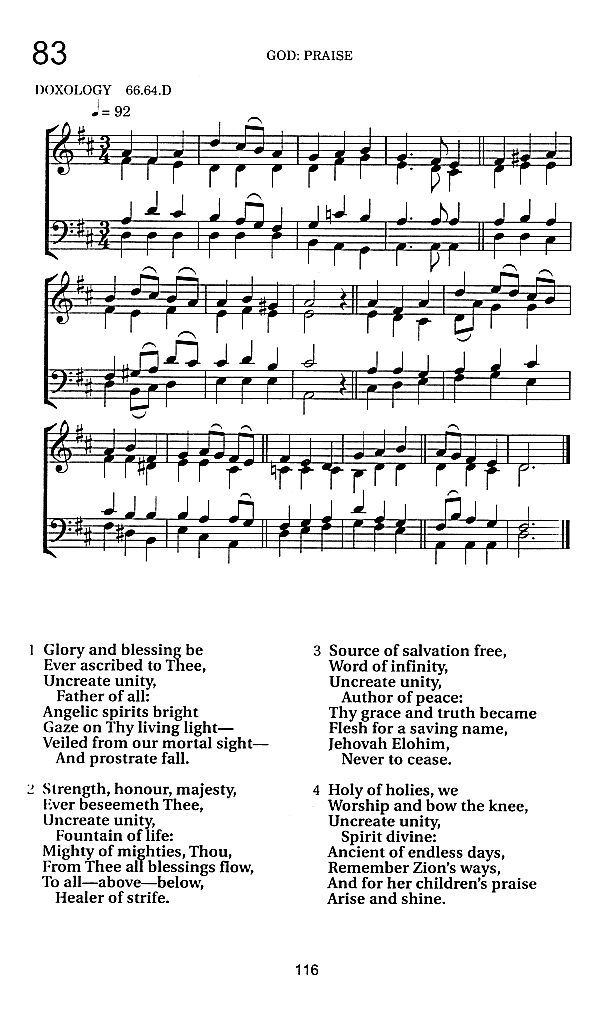 83
GOD: PRAISE
DOXOLOGY 66.64.D
♩= 92
1 Glory and blessing be
Ever ascribed to Thee,
Uncreate unity,
Father of all:
Angelic spirits bright
Gaze on Thy living light—
Veiled from our mortal sight—
And prostrate fall.
2 Strength, honour, majesty,
Ever beseemeth Thee,
Uncreate unity,
Fountain of life:
Mighty of mighties, Thou,
From Thee all blessings flow,
To all—above—below,
Healer of strife.
3 Source of salvation free,
Word of infinity,
Uncreate unity,
Author of peace:
Thy grace and truth became
Flesh for a saving name,
Jehovah Elohim,
Never to cease.
4 Holy of holies, we
Worship and bow the knee,
Uncreate unity,
Spirit divine:
Ancient of endless days,
Remember Zion's ways,
And for her children's praise
Arise and shine.
116